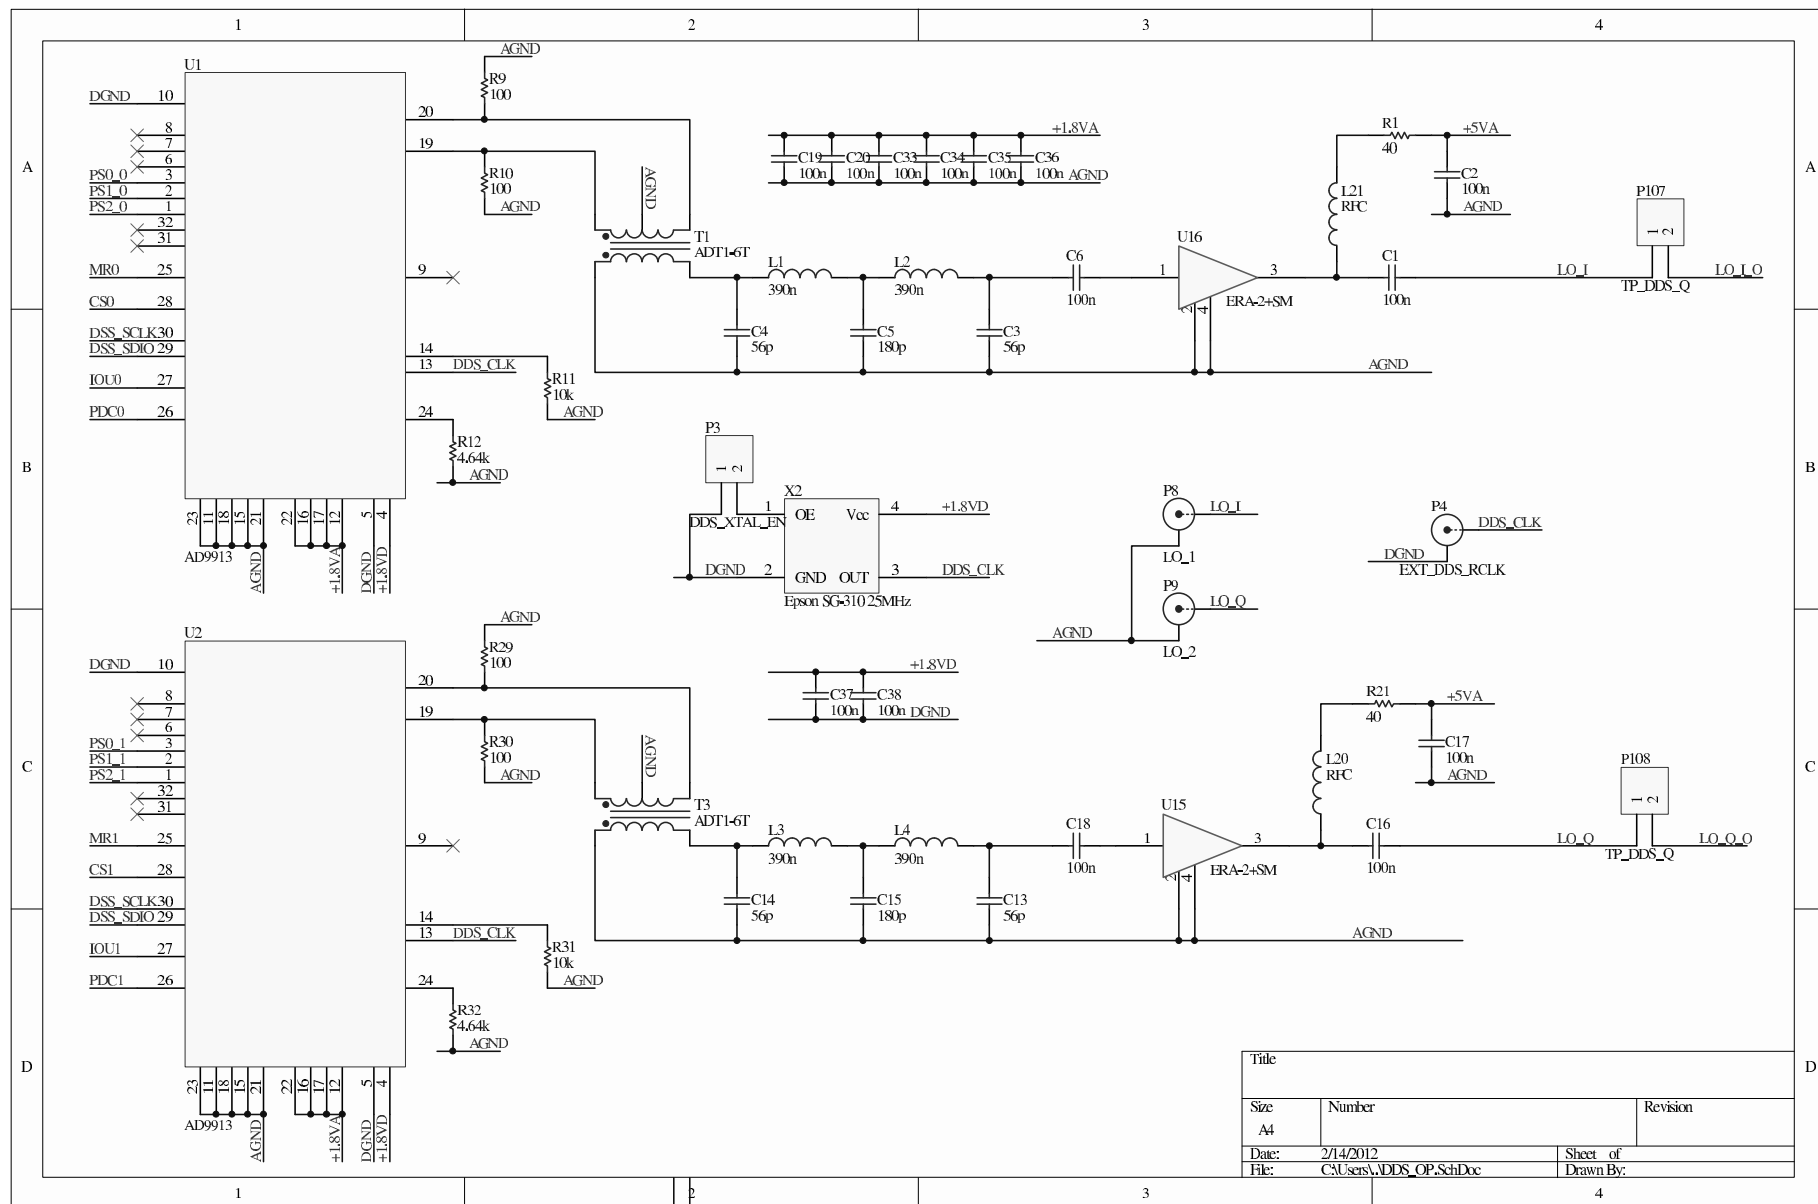 1 2 3 4
A A
B B
C C
D D
1 2 3 4
U1
DGND 10
8
7
6
PS0_0 3
PS1_0 2
PS2_0 1
32
31
MR0 25
CS0 28
DSS_SCLK 30
DSS_SDIO 29
IOU0 27
PDC0 26
20
19
9
14
13 DDS_CLK
24
23 11 18 15 21 22 16 17 12 5 4
AD9913
AGND +1.8VA DGND +1.8VD
AGND
R9
100
R10
100
AGND
R11
10k
AGND
R12
4.64k
AGND
AGND
T1
ADT1-6T
+1.8VA
C19 C20 C33 C34 C35 C36
100n 100n 100n 100n 100n 100n AGND
L1
390n
L2
390n
C4
56p
C5
180p
C3
56p
C6
100n
U16
1 3
2 4
ERA-2+SM
AGND
R1
40
+5VA
C2
100n
AGND
L21
RFC
C1
100n
LO_I
P107
1 2
TP_DDS_Q
LO_I_O
P3
1 2
DDS_XTAL_EN
X2
1 OE Vcc 4 +1.8VD
DGND 2 GND OUT 3 DDS_CLK
Epson SG-310 25MHz
P8
LO_I
LO_1
P9
LO_Q
LO_2
AGND
P4
DDS_CLK
DGND
EXT_DDS_RCLK
U2
DGND 10
8
7
6
PS0_1 3
PS1_1 2
PS2_1 1
32
31
MR1 25
CS1 28
DSS_SCLK 30
DSS_SDIO 29
IOU1 27
PDC1 26
20
19
9
14
13 DDS_CLK
24
23 11 18 15 21 22 16 17 12 5 4
AD9913
AGND +1.8VA DGND +1.8VD
AGND
R29
100
R30
100
AGND
R31
10k
AGND
R32
4.64k
AGND
AGND
T3
ADT1-6T
+1.8VD
C37 C38
100n 100n DGND
L3
390n
L4
390n
C14
56p
C15
180p
C13
56p
C18
100n
U15
1 3
2 4
ERA-2+SM
AGND
R21
40
+5VA
C17
100n
AGND
L20
RFC
C16
100n
LO_Q
P108
1 2
TP_DDS_Q
LO_Q_O
Title
Size Number Revision
A4
Date: 2/14/2012 Sheet of
File: C:\Users\..\DDS_OP.SchDoc Drawn By: